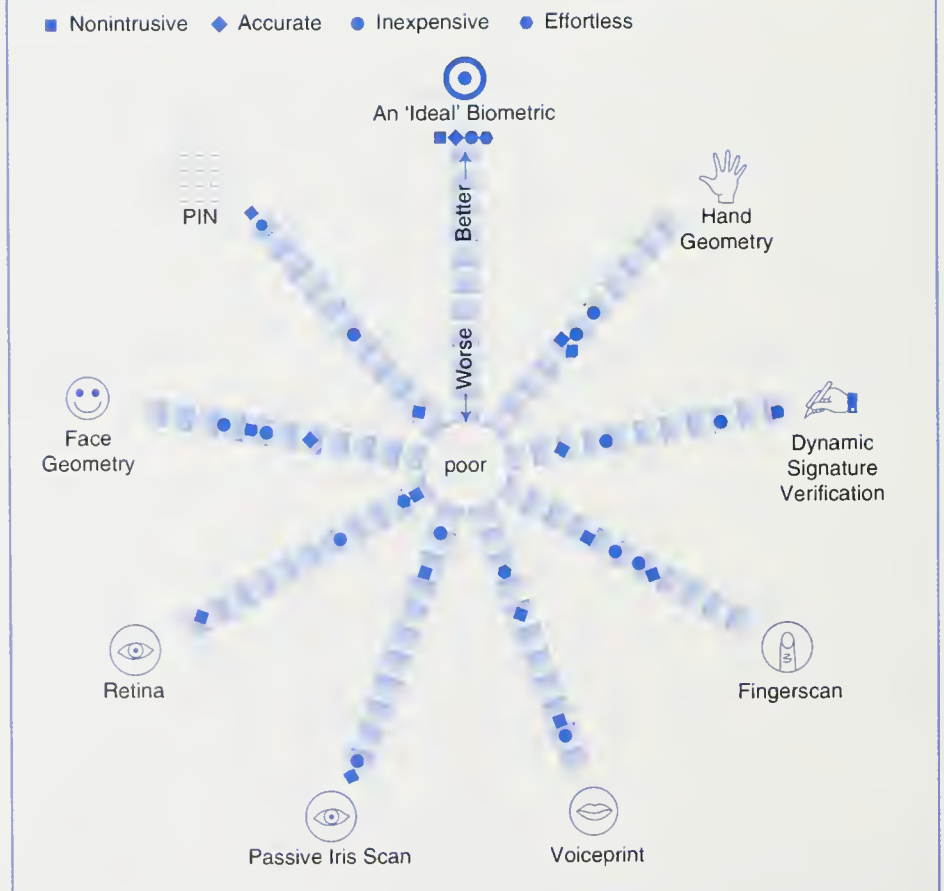 Nonintrusive Accurate Inexpensive Effortless
An 'Ideal' Biometric
Better
Worse
poor
PIN
Hand
Geometry
Face
Geometry
Dynamic
Signature
Verification
Retina
Fingerscan
Passive Iris Scan
Voiceprint